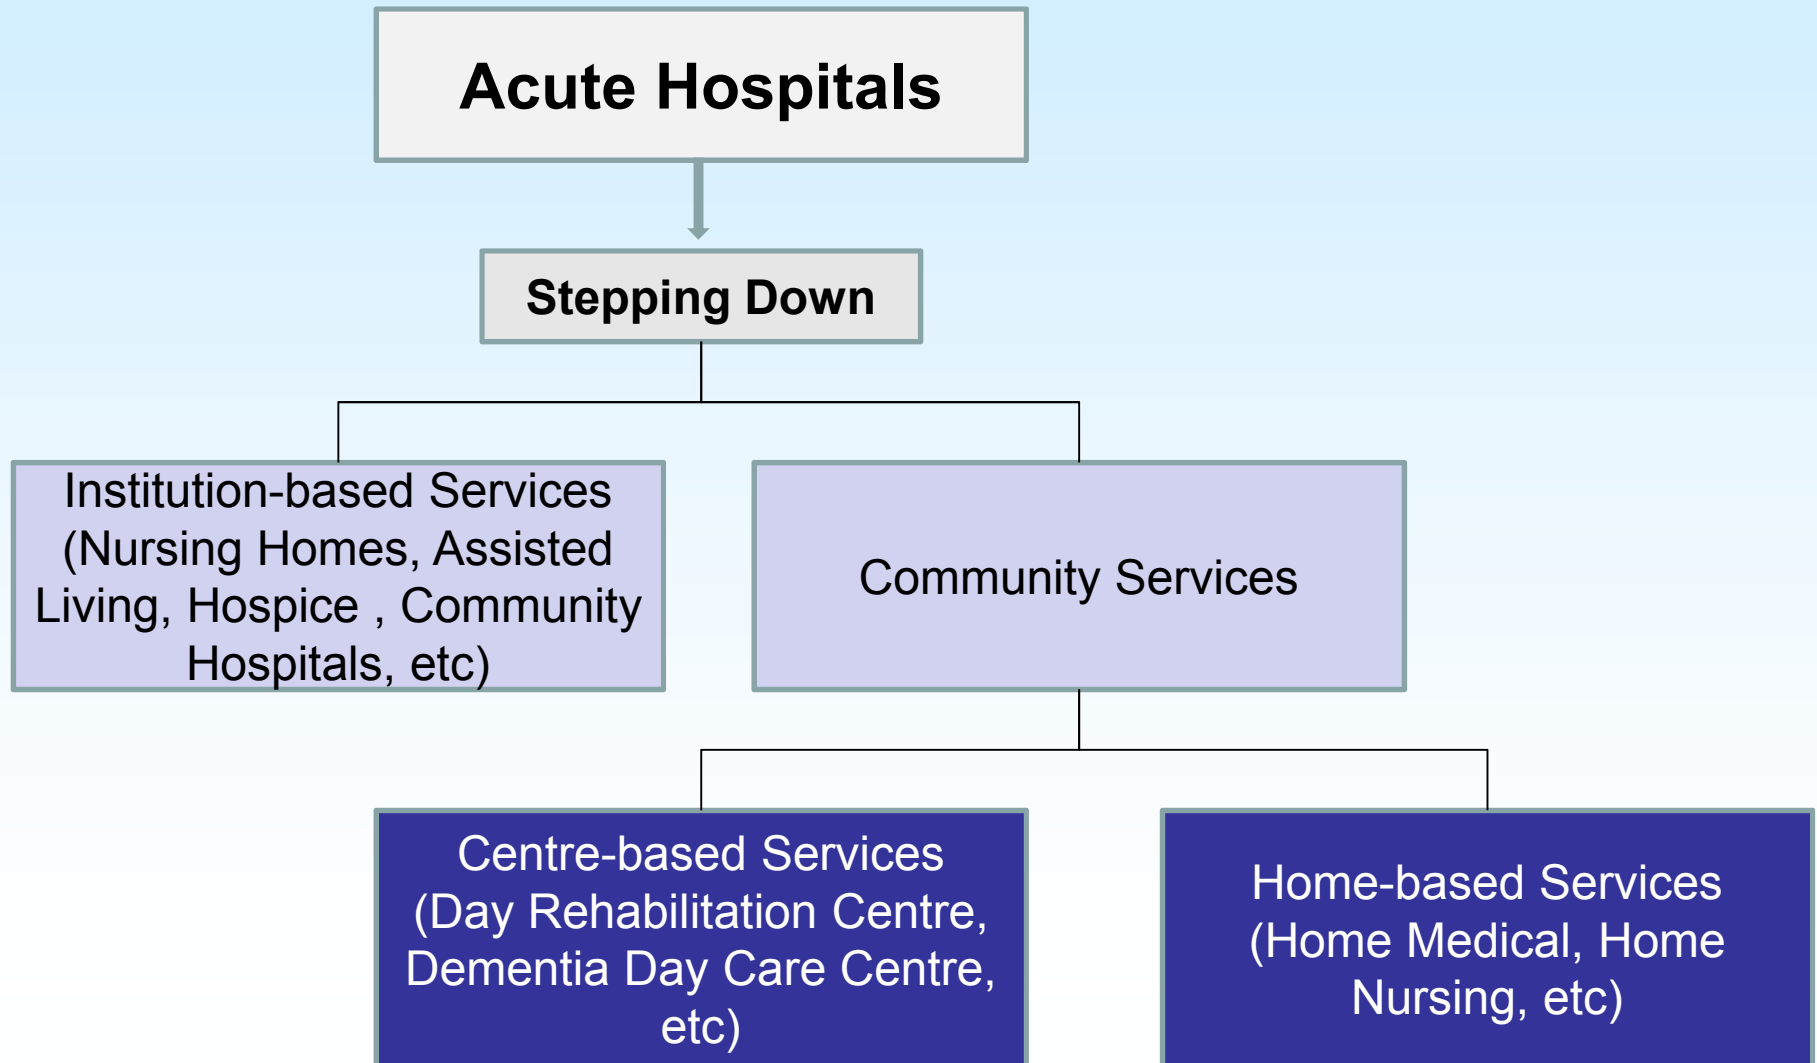 Acute Hospitals
Stepping Down
Institution-based Services
(Nursing Homes, Assisted
Living, Hospice , Community
Hospitals, etc)
Community Services
Centre-based Services
(Day Rehabilitation Centre,
Dementia Day Care Centre,
etc)
Home-based Services
(Home Medical, Home
Nursing, etc)